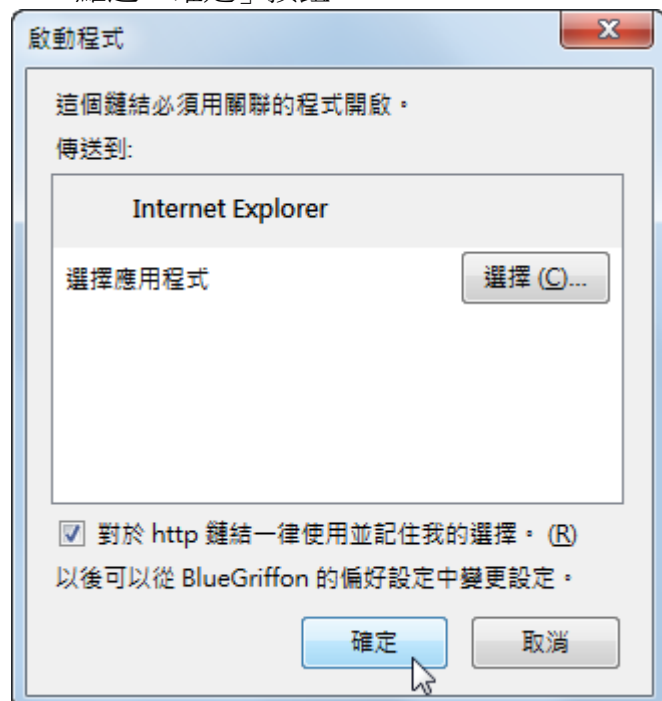 啟動程式
這個鏈結必須用關聯的程式開啟。
傳送到:
Internet Explorer
選擇應用程式
選擇 (C)...
對於 http 鏈結一律使用並記住我的選擇。 (R)
以後可以從 BlueGriffon 的偏好設定中變更設定。
確定
取消